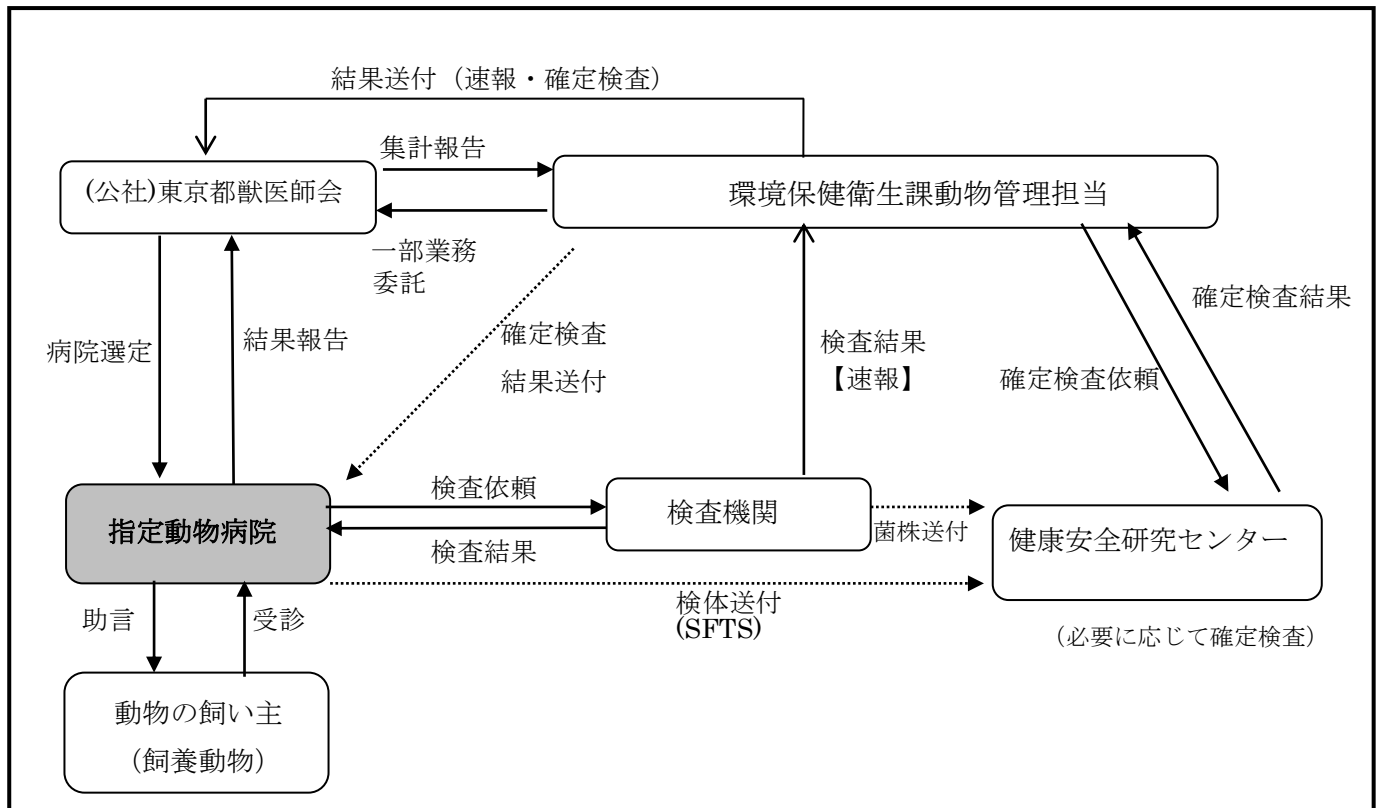 結果送付（速報・確定検査）
集計報告
(公社)東京都獣医師会
環境保健衛生課動物管理担当
一部業務
委託
病院選定
結果報告
確定検査
結果送付
検査結果
【速報】
確定検査依頼
確定検査結果
指定動物病院
検査依頼
検査結果
検査機関
菌株送付
健康安全研究センター
検体送付
(SFTS)
（必要に応じて確定検査）
助言
受診
動物の飼い主
（飼養動物）